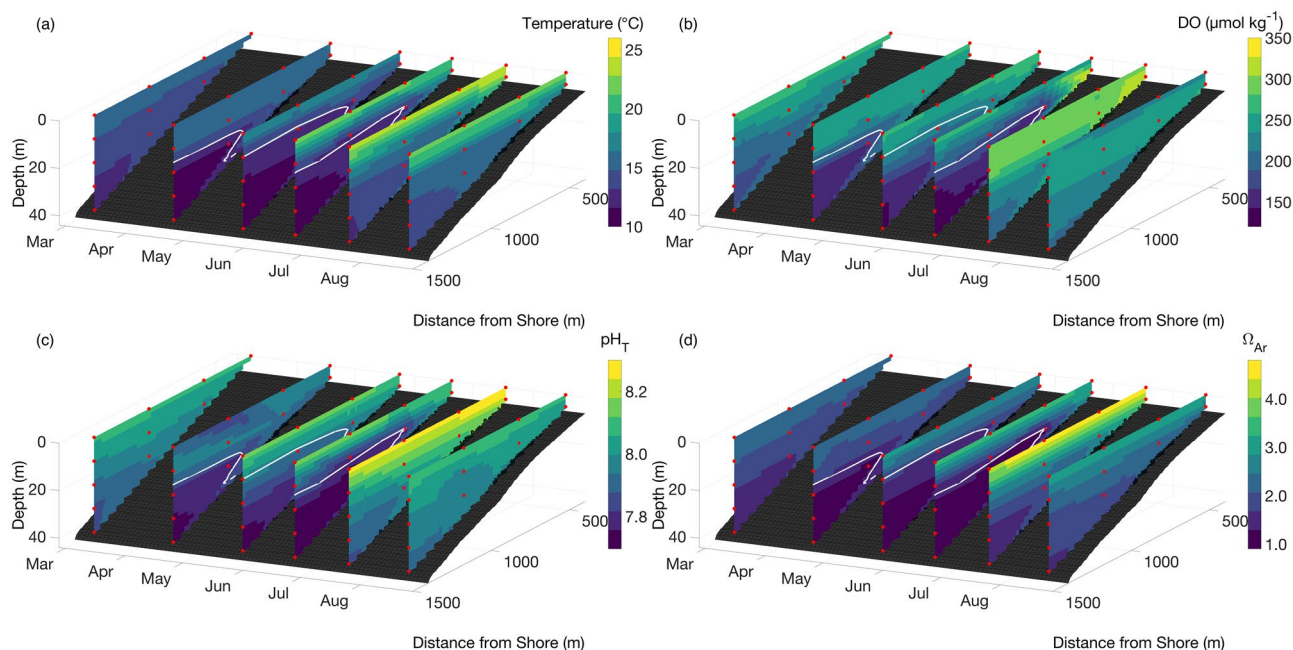 (a)
Temperature (°C)
25
20
15
10
0
20
40
Depth (m)
Mar
Apr
May
Jun
Jul
Aug
500
1000
1500
Distance from Shore (m)
(b)
DO (μmol kg⁻¹)
350
300
250
200
150
0
20
40
Depth (m)
Mar
Apr
May
Jun
Jul
Aug
500
1000
1500
Distance from Shore (m)
(c)
pH_T
8.2
8.0
7.8
0
20
40
Depth (m)
Mar
Apr
May
Jun
Jul
Aug
500
1000
1500
Distance from Shore (m)
(d)
Ω_Ar
4.0
3.0
2.0
1.0
0
20
40
Depth (m)
Mar
Apr
May
Jun
Jul
Aug
500
1000
1500
Distance from Shore (m)